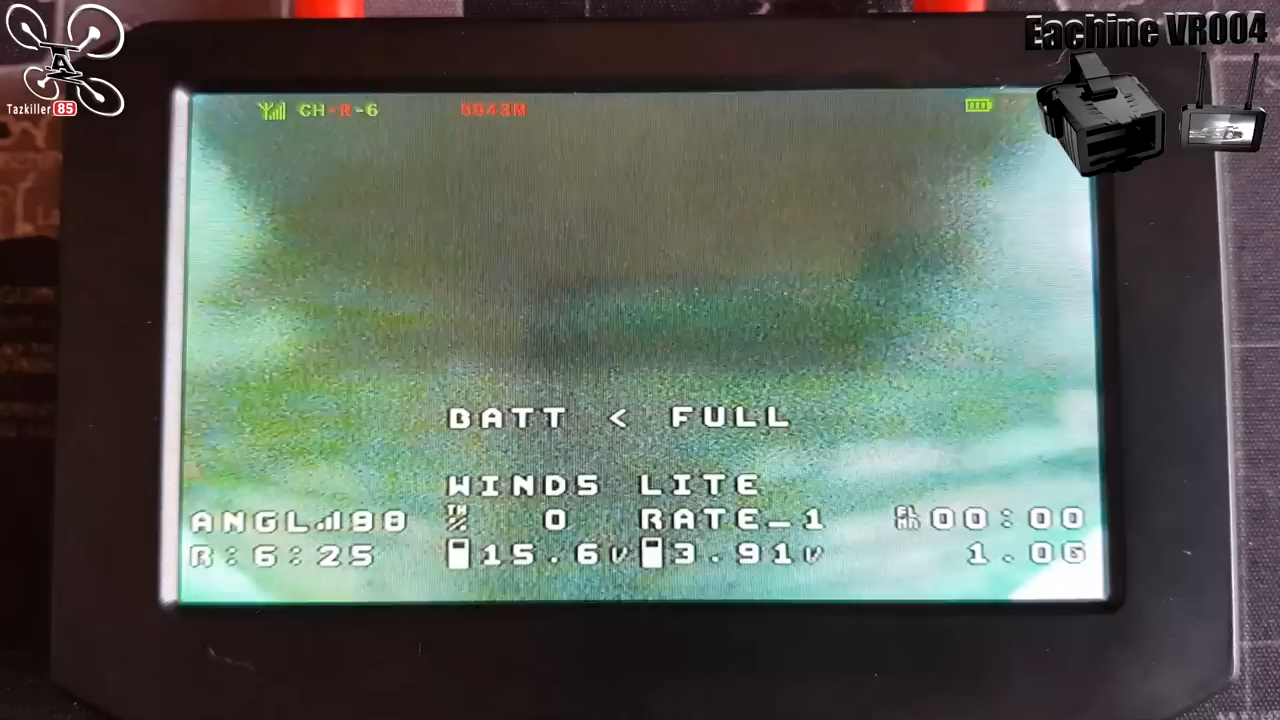 Eachine VR004
A
Tazkiller 85
CH-R-6
BATT < FULL
WINDS LITE
ANGL 98 0 RATE_1 00:00
R:6:25 15.6V 3.91V 1.0G